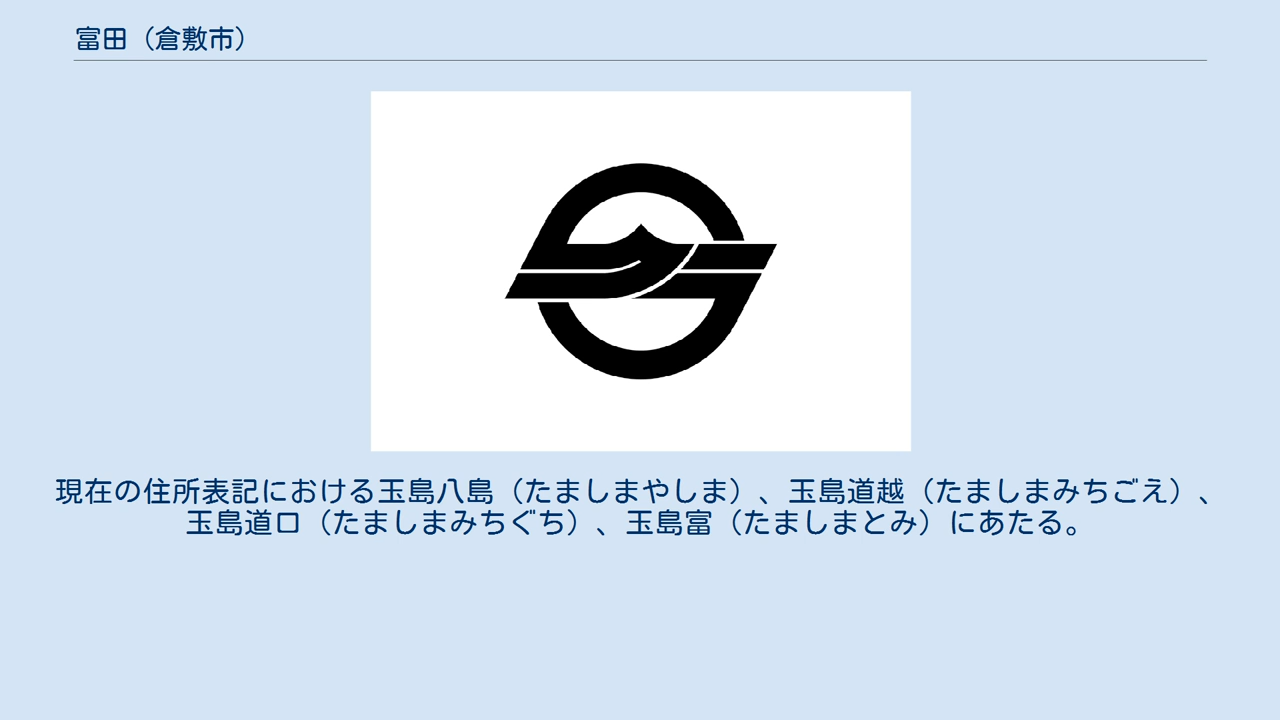 富田（倉敷市）
現在の住所表記における玉島八島（たましまやしま）、玉島道越（たましまみちごえ）、
玉島道口（たましまみちぐち）、玉島富（たましまとみ）にあたる。